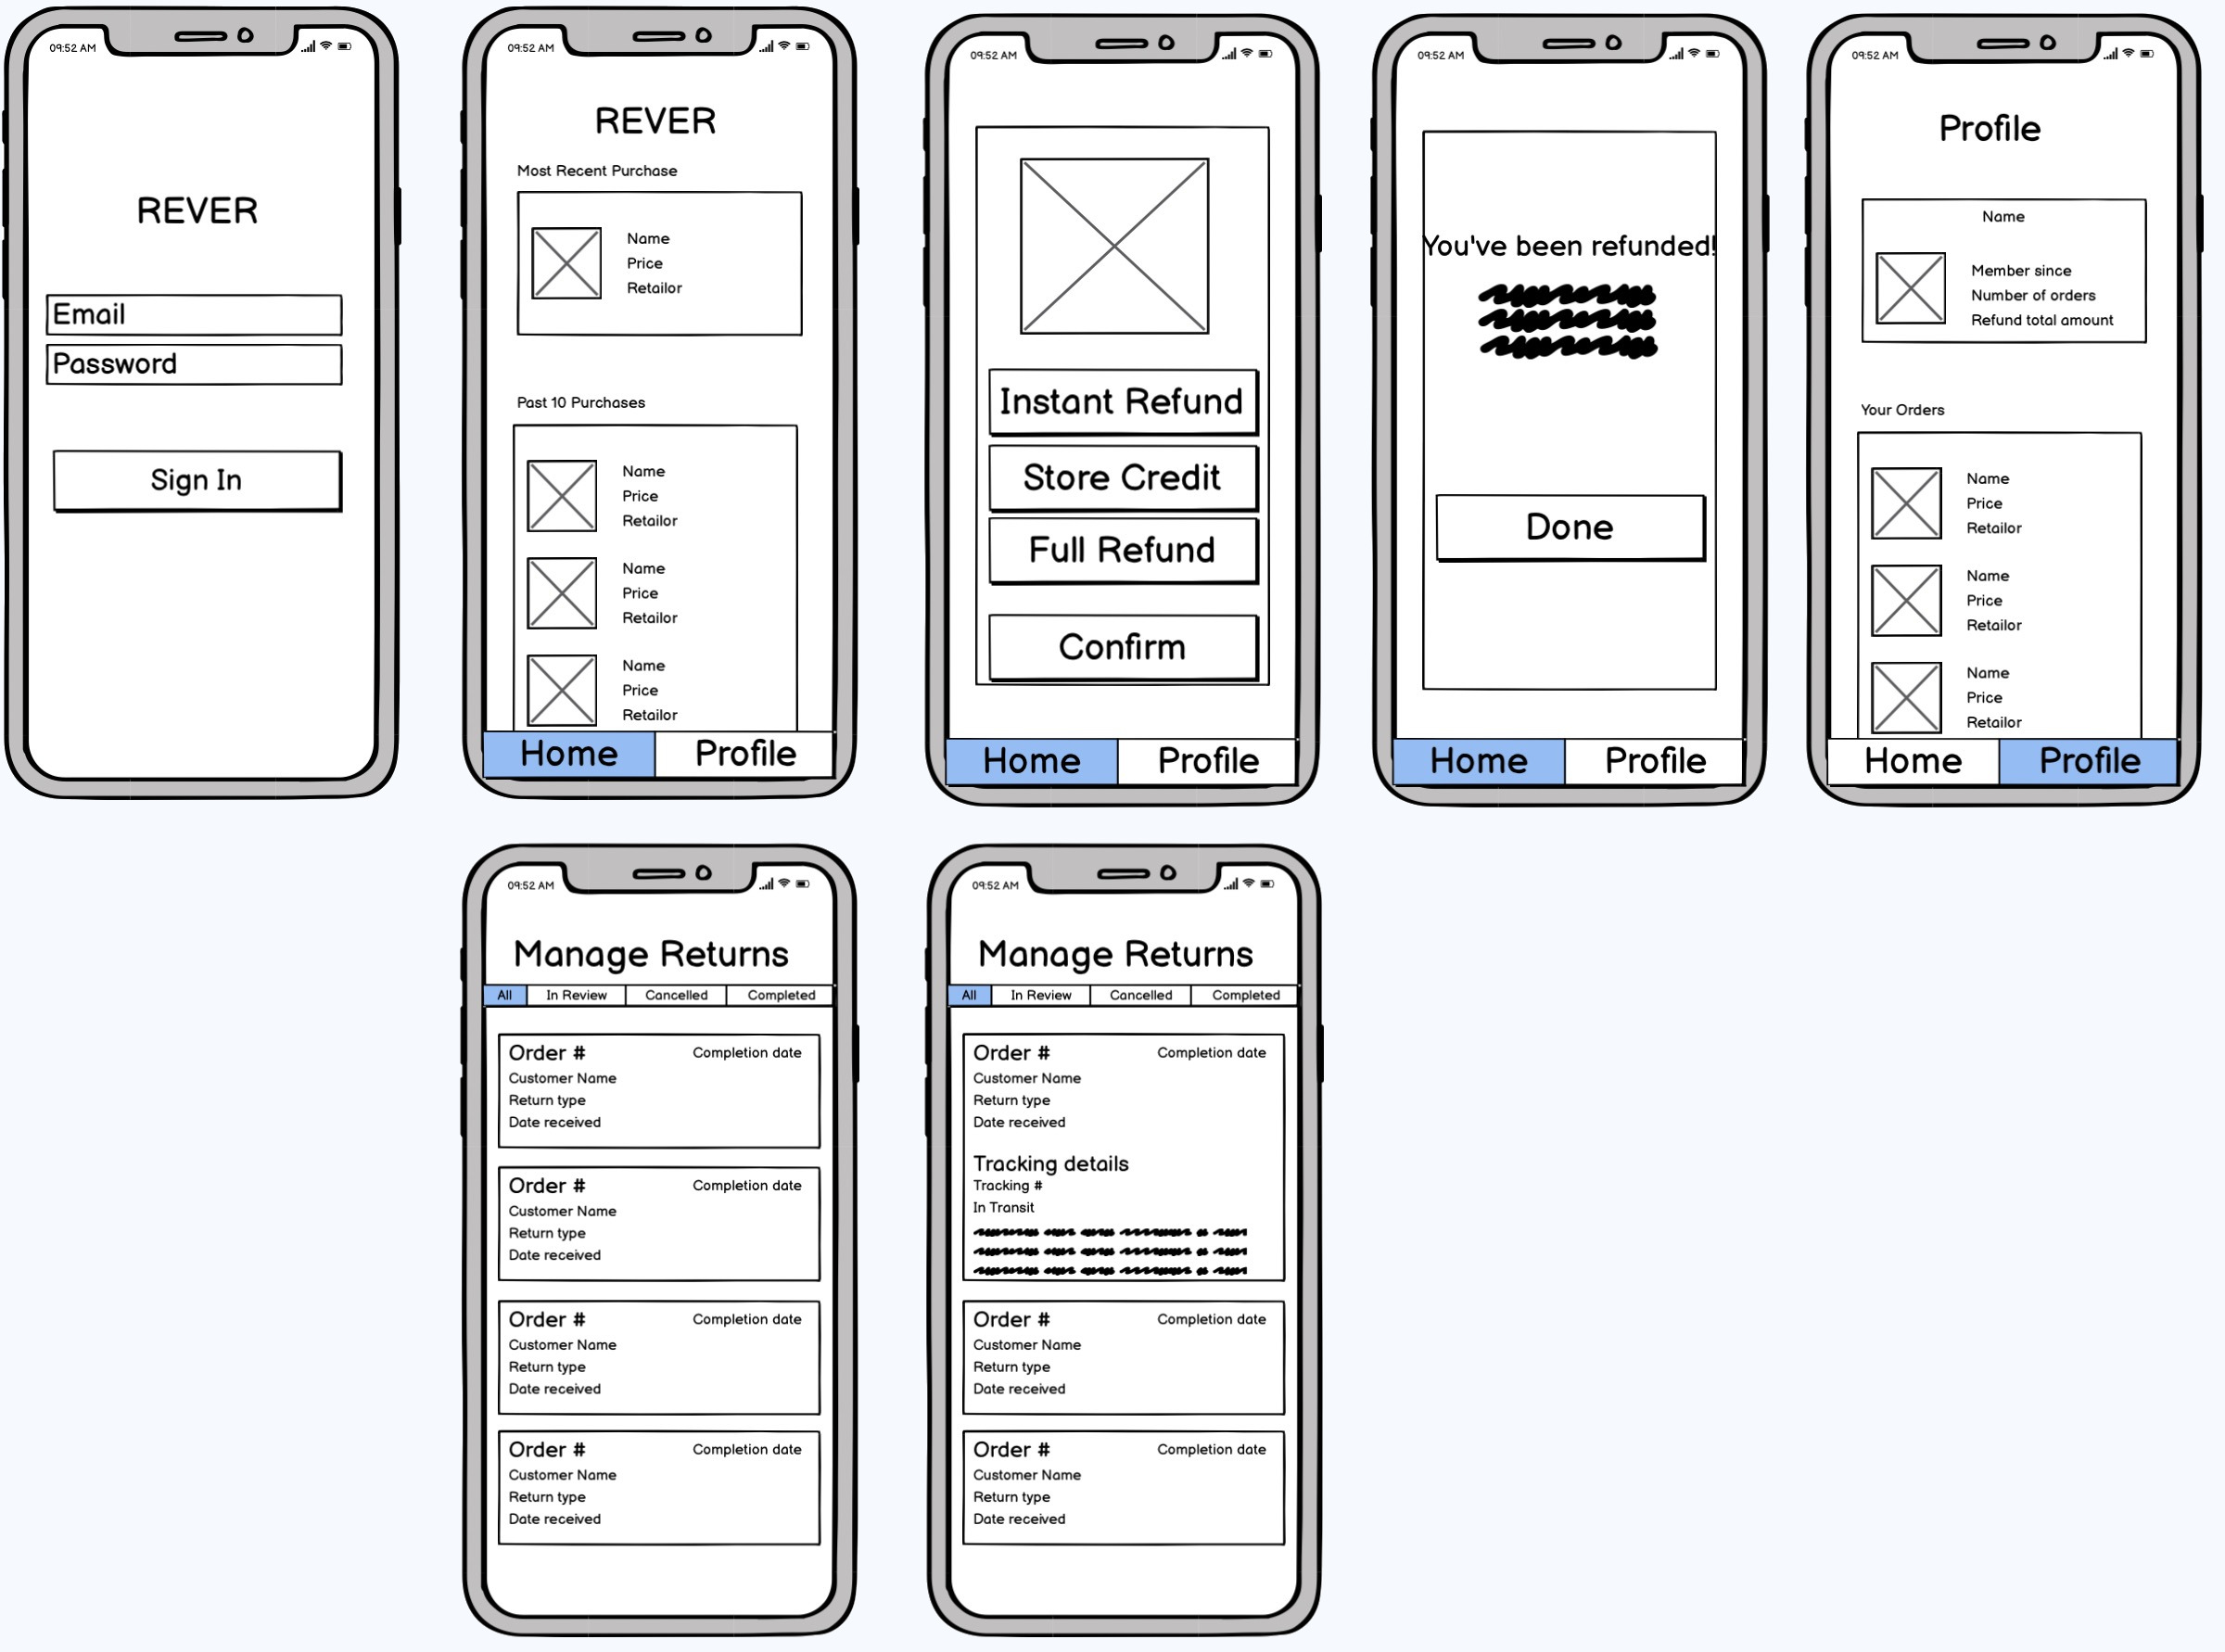 09:52 AM
REVER
Email
Password
Sign In
09:52 AM
REVER
Most Recent Purchase
Name
Price
Retailor
Past 10 Purchases
Name
Price
Retailor
Name
Price
Retailor
Name
Price
Retailor
Home Profile
09:52 AM
Instant Refund
Store Credit
Full Refund
Confirm
Home Profile
09:52 AM
You've been refunded!
Done
Home Profile
09:52 AM
Profile
Name
Member since
Number of orders
Refund total amount
Your Orders
Name
Price
Retailor
Name
Price
Retailor
Name
Price
Retailor
Home Profile
09:52 AM
Manage Returns
All In Review Cancelled Completed
Order # Completion date
Customer Name
Return type
Date received
Order # Completion date
Customer Name
Return type
Date received
Order # Completion date
Customer Name
Return type
Date received
Order # Completion date
Customer Name
Return type
Date received
09:52 AM
Manage Returns
All In Review Cancelled Completed
Order # Completion date
Customer Name
Return type
Date received
Tracking details
Tracking #
In Transit
Order # Completion date
Customer Name
Return type
Date received
Order # Completion date
Customer Name
Return type
Date received